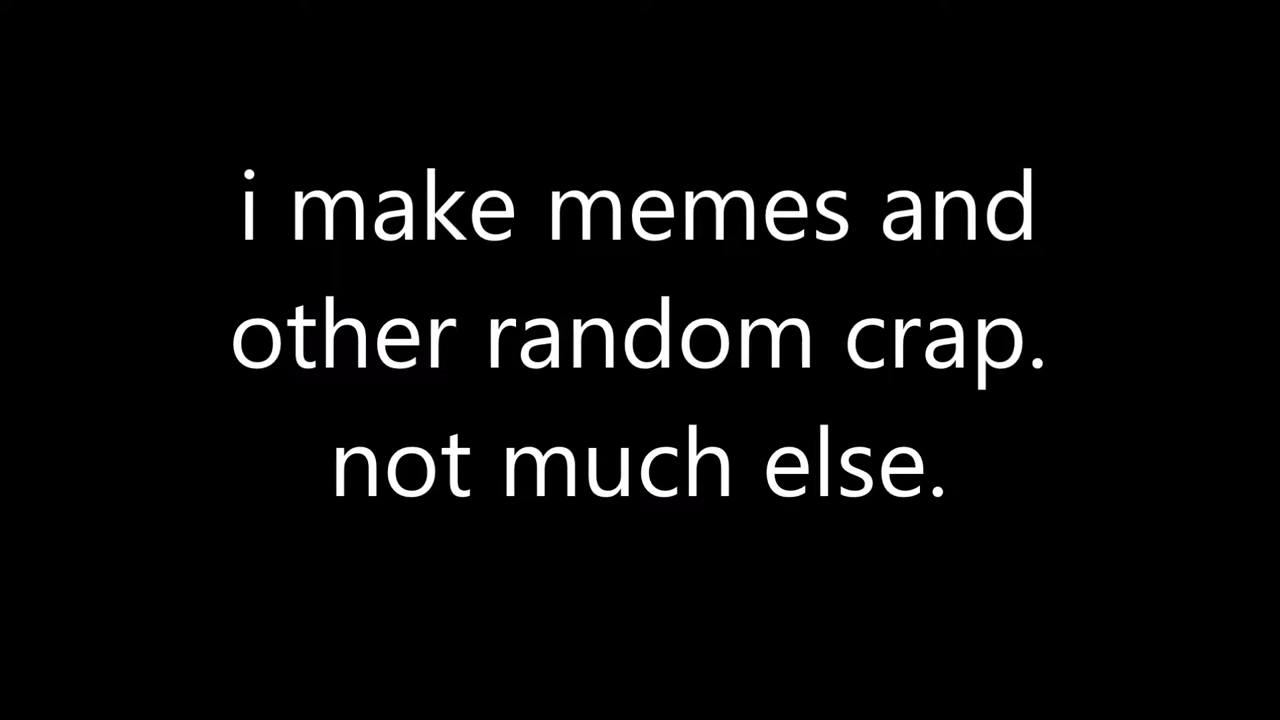 i make memes and
other random crap.
not much else.